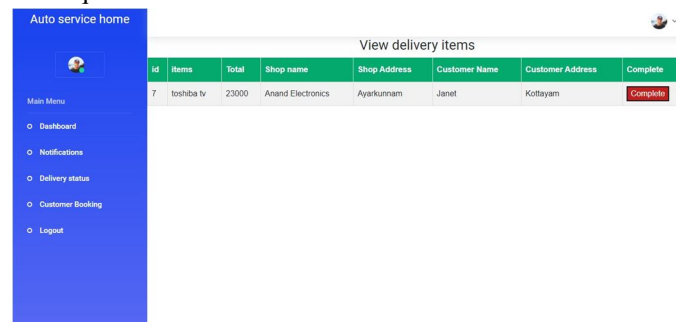 Auto service home
View delivery items
id items Total Shop name Shop Address Customer Name Customer Address Complete
7 toshiba tv 23000 Anand Electronics Ayarkunnam Janet Kottayam Complete
Main Menu
Dashboard
Notifications
Delivery status
Customer Booking
Logout